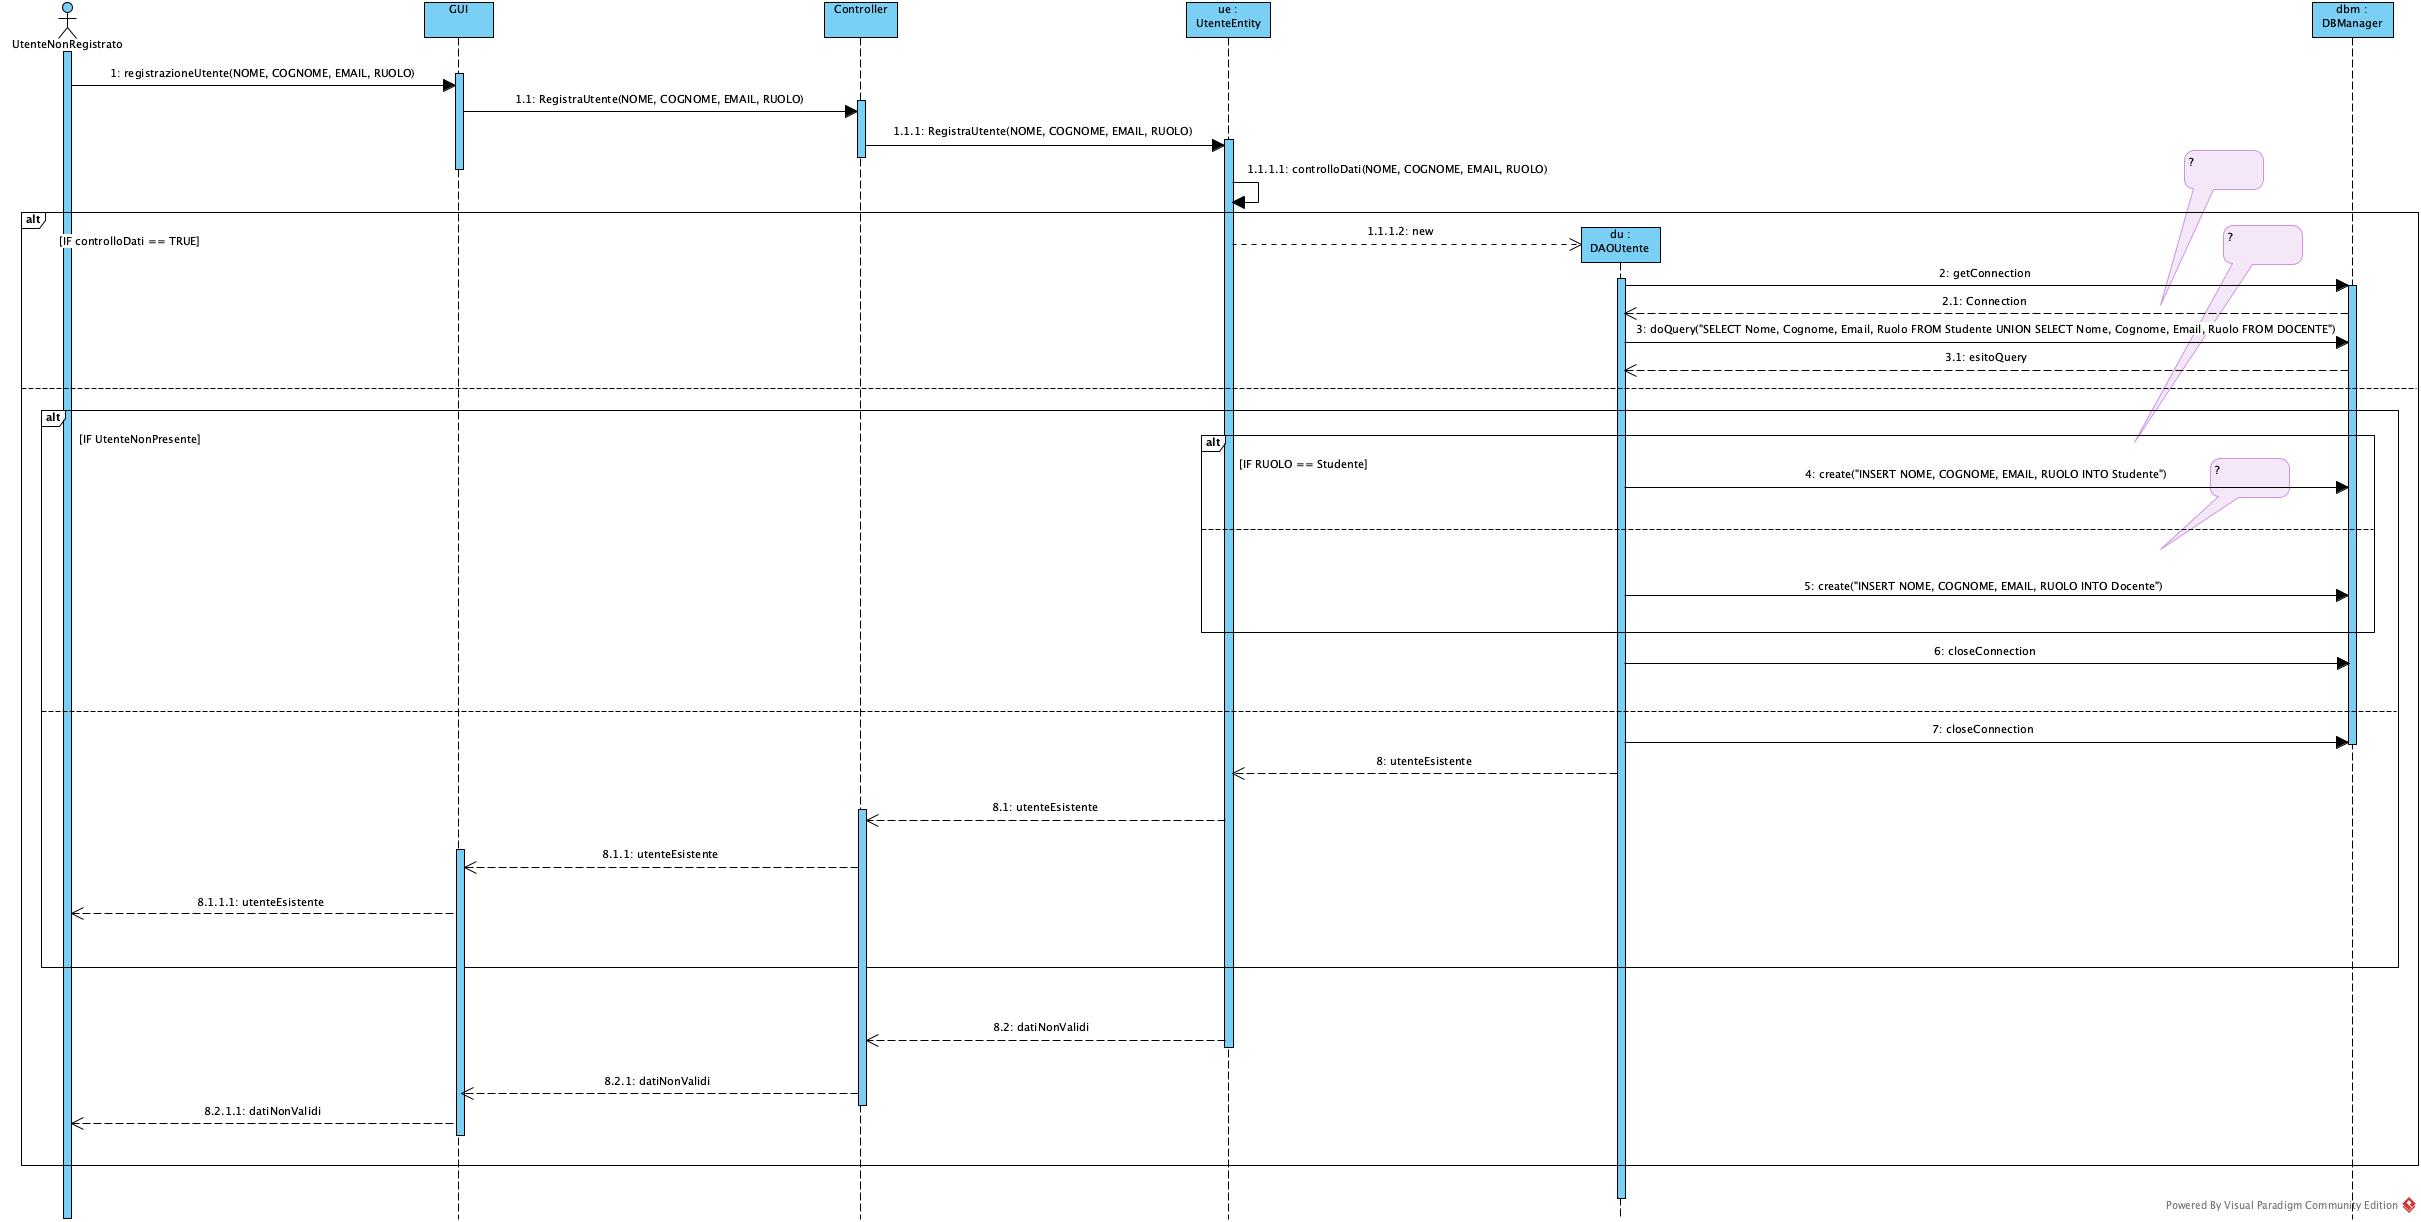 UtenteNonRegistrato
GUI
Controller
ue :
UtenteEntity
dbm :
DBManager
1: registrazioneUtente(NOME, COGNOME, EMAIL, RUOLO)
1.1: RegistraUtente(NOME, COGNOME, EMAIL, RUOLO)
1.1.1: RegistraUtente(NOME, COGNOME, EMAIL, RUOLO)
1.1.1.1: controlloDati(NOME, COGNOME, EMAIL, RUOLO)
?
alt
[IF controlloDati == TRUE]
1.1.1.2: new
du :
DAOUtente
?
2: getConnection
2.1: Connection
3: doQuery("SELECT Nome, Cognome, Email, Ruolo FROM Studente UNION SELECT Nome, Cognome, Email, Ruolo FROM DOCENTE")
3.1: esitoQuery
alt
[IF UtenteNonPresente]
alt
[IF RUOLO == Studente]
?
4: create("INSERT NOME, COGNOME, EMAIL, RUOLO INTO Studente")
5: create("INSERT NOME, COGNOME, EMAIL, RUOLO INTO Docente")
6: closeConnection
7: closeConnection
8: utenteEsistente
8.1: utenteEsistente
8.1.1: utenteEsistente
8.1.1.1: utenteEsistente
8.2: datiNonValidi
8.2.1: datiNonValidi
8.2.1.1: datiNonValidi
Powered By Visual Paradigm Community Edition